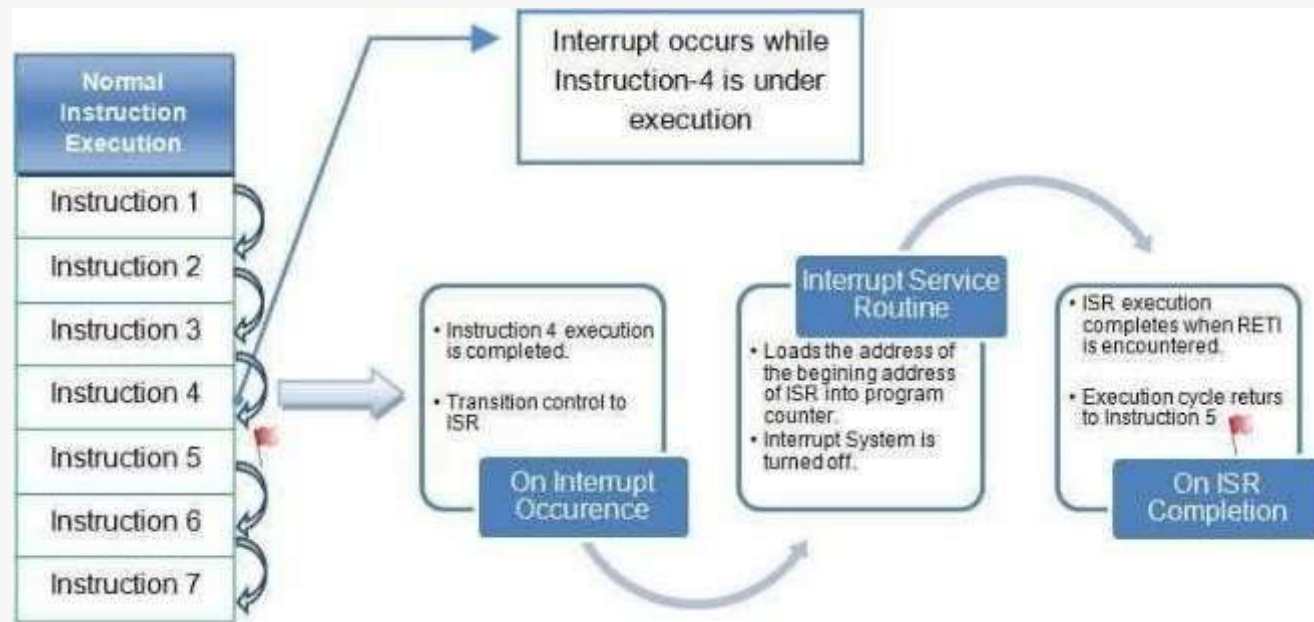 Normal
Instruction
Execution
Instruction 1
Instruction 2
Instruction 3
Instruction 4
Instruction 5
Instruction 6
Instruction 7
Interrupt occurs while
Instruction-4 is under
execution
• Instruction 4 execution
is completed.
• Transition control to
ISR
On Interrupt
Occurence
Interrupt Service
Routine
• Loads the address of
the begining address
of ISR into program
counter.
• Interrupt System is
turned off.
• ISR execution
completes when RETI
is encountered.
• Execution cycle returs
to Instruction 5
On ISR
Completion